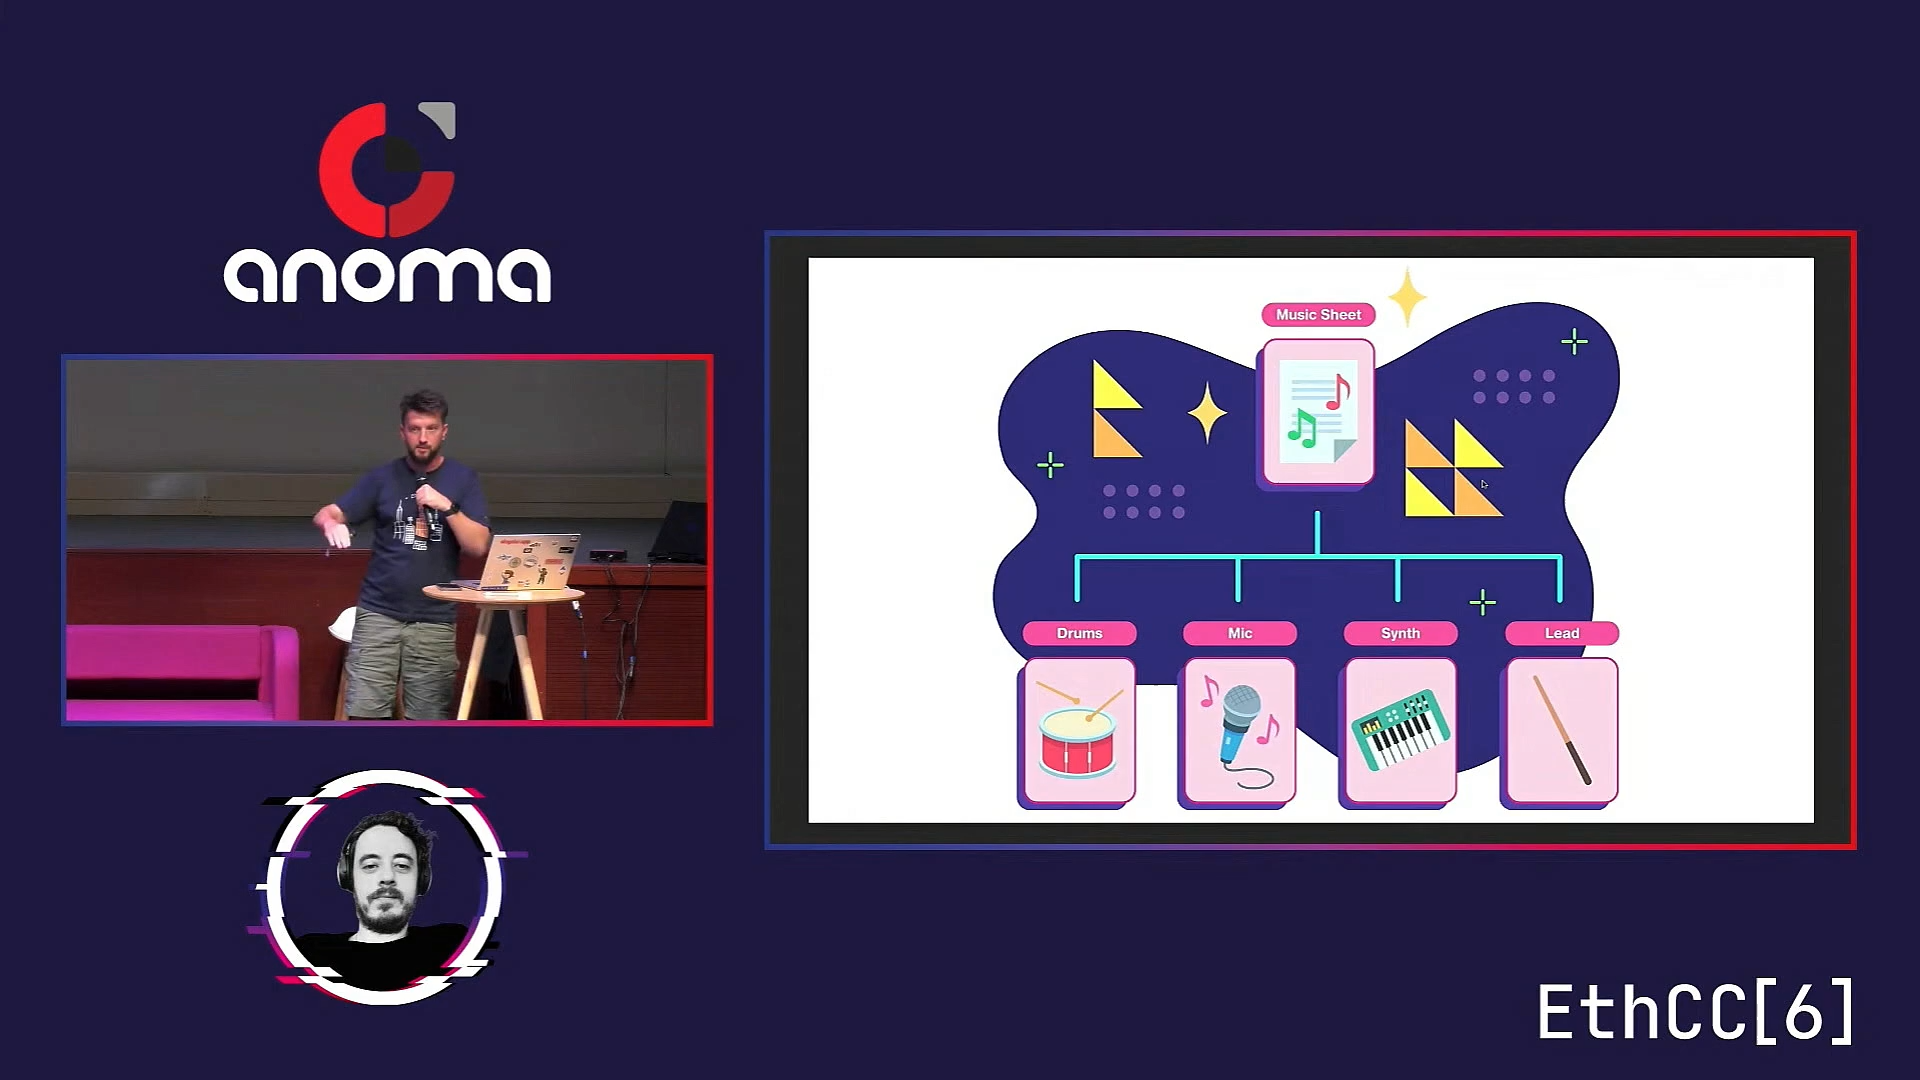 anoma
Music Sheet
Drums
Mic
Synth
Lead
EthCC[6]